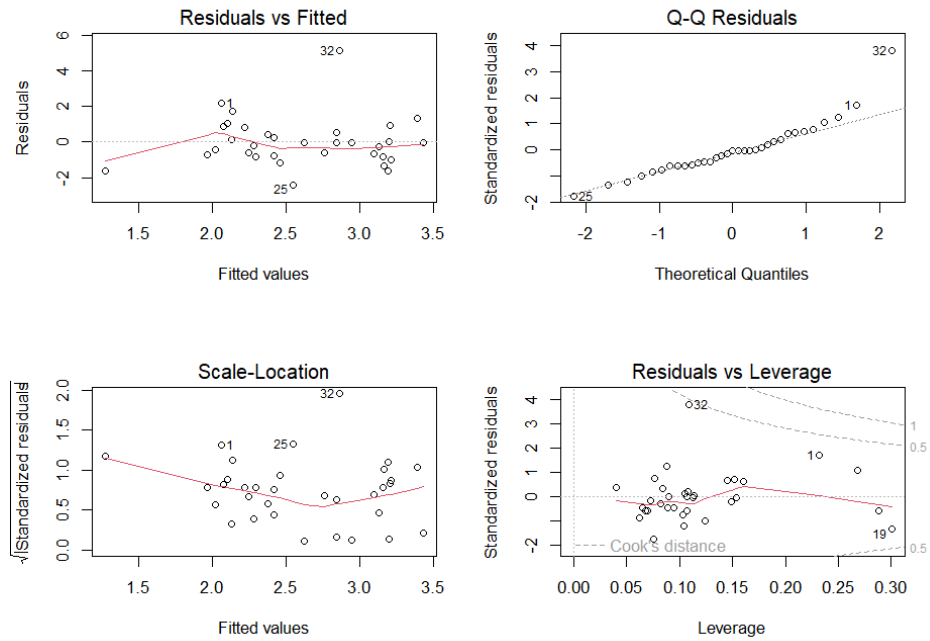 Residuals vs Fitted
Residuals
6
4
2
0
-2
32
1
25
1.5 2.0 2.5 3.0 3.5
Fitted values
Q-Q Residuals
Standardized residuals
4
3
2
1
0
-2
32
1
25
-2 -1 0 1 2
Theoretical Quantiles
Scale-Location
√|Standardized residuals|
2.0
1.5
1.0
0.5
0.0
32
1
25
1.5 2.0 2.5 3.0 3.5
Fitted values
Residuals vs Leverage
Standardized residuals
4
3
2
1
0
-2
32
1
19
1
0.5
0.5
Cook's distance
0.00 0.05 0.10 0.15 0.20 0.25 0.30
Leverage